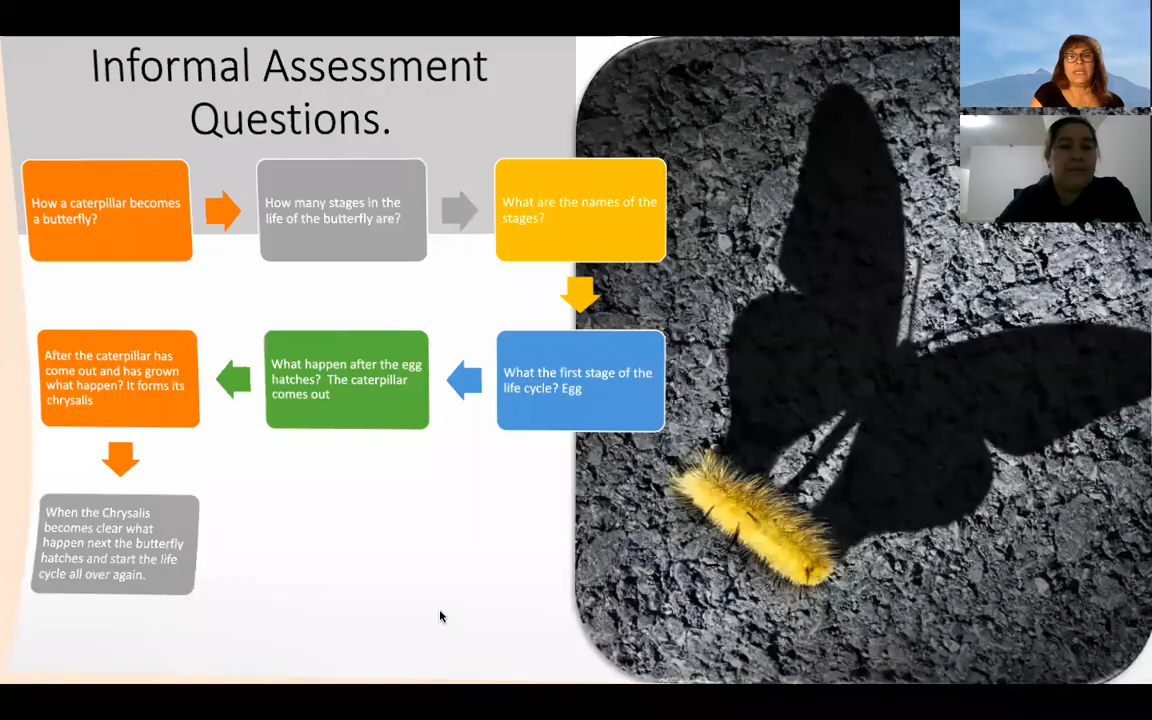 Informal Assessment
Questions.
How a caterpillar becomes
a butterfly?
How many stages in the
life of the butterfly are?
What are the names of the
stages?
What the first stage of the
life cycle? Egg
What happen after the egg
hatches?  The caterpillar
comes out
After the caterpillar has
come out and has grown
what happen? It forms its
chrysalis
When the Chrysalis
becomes clear what
happen next the butterfly
hatches and start the life
cycle all over again.